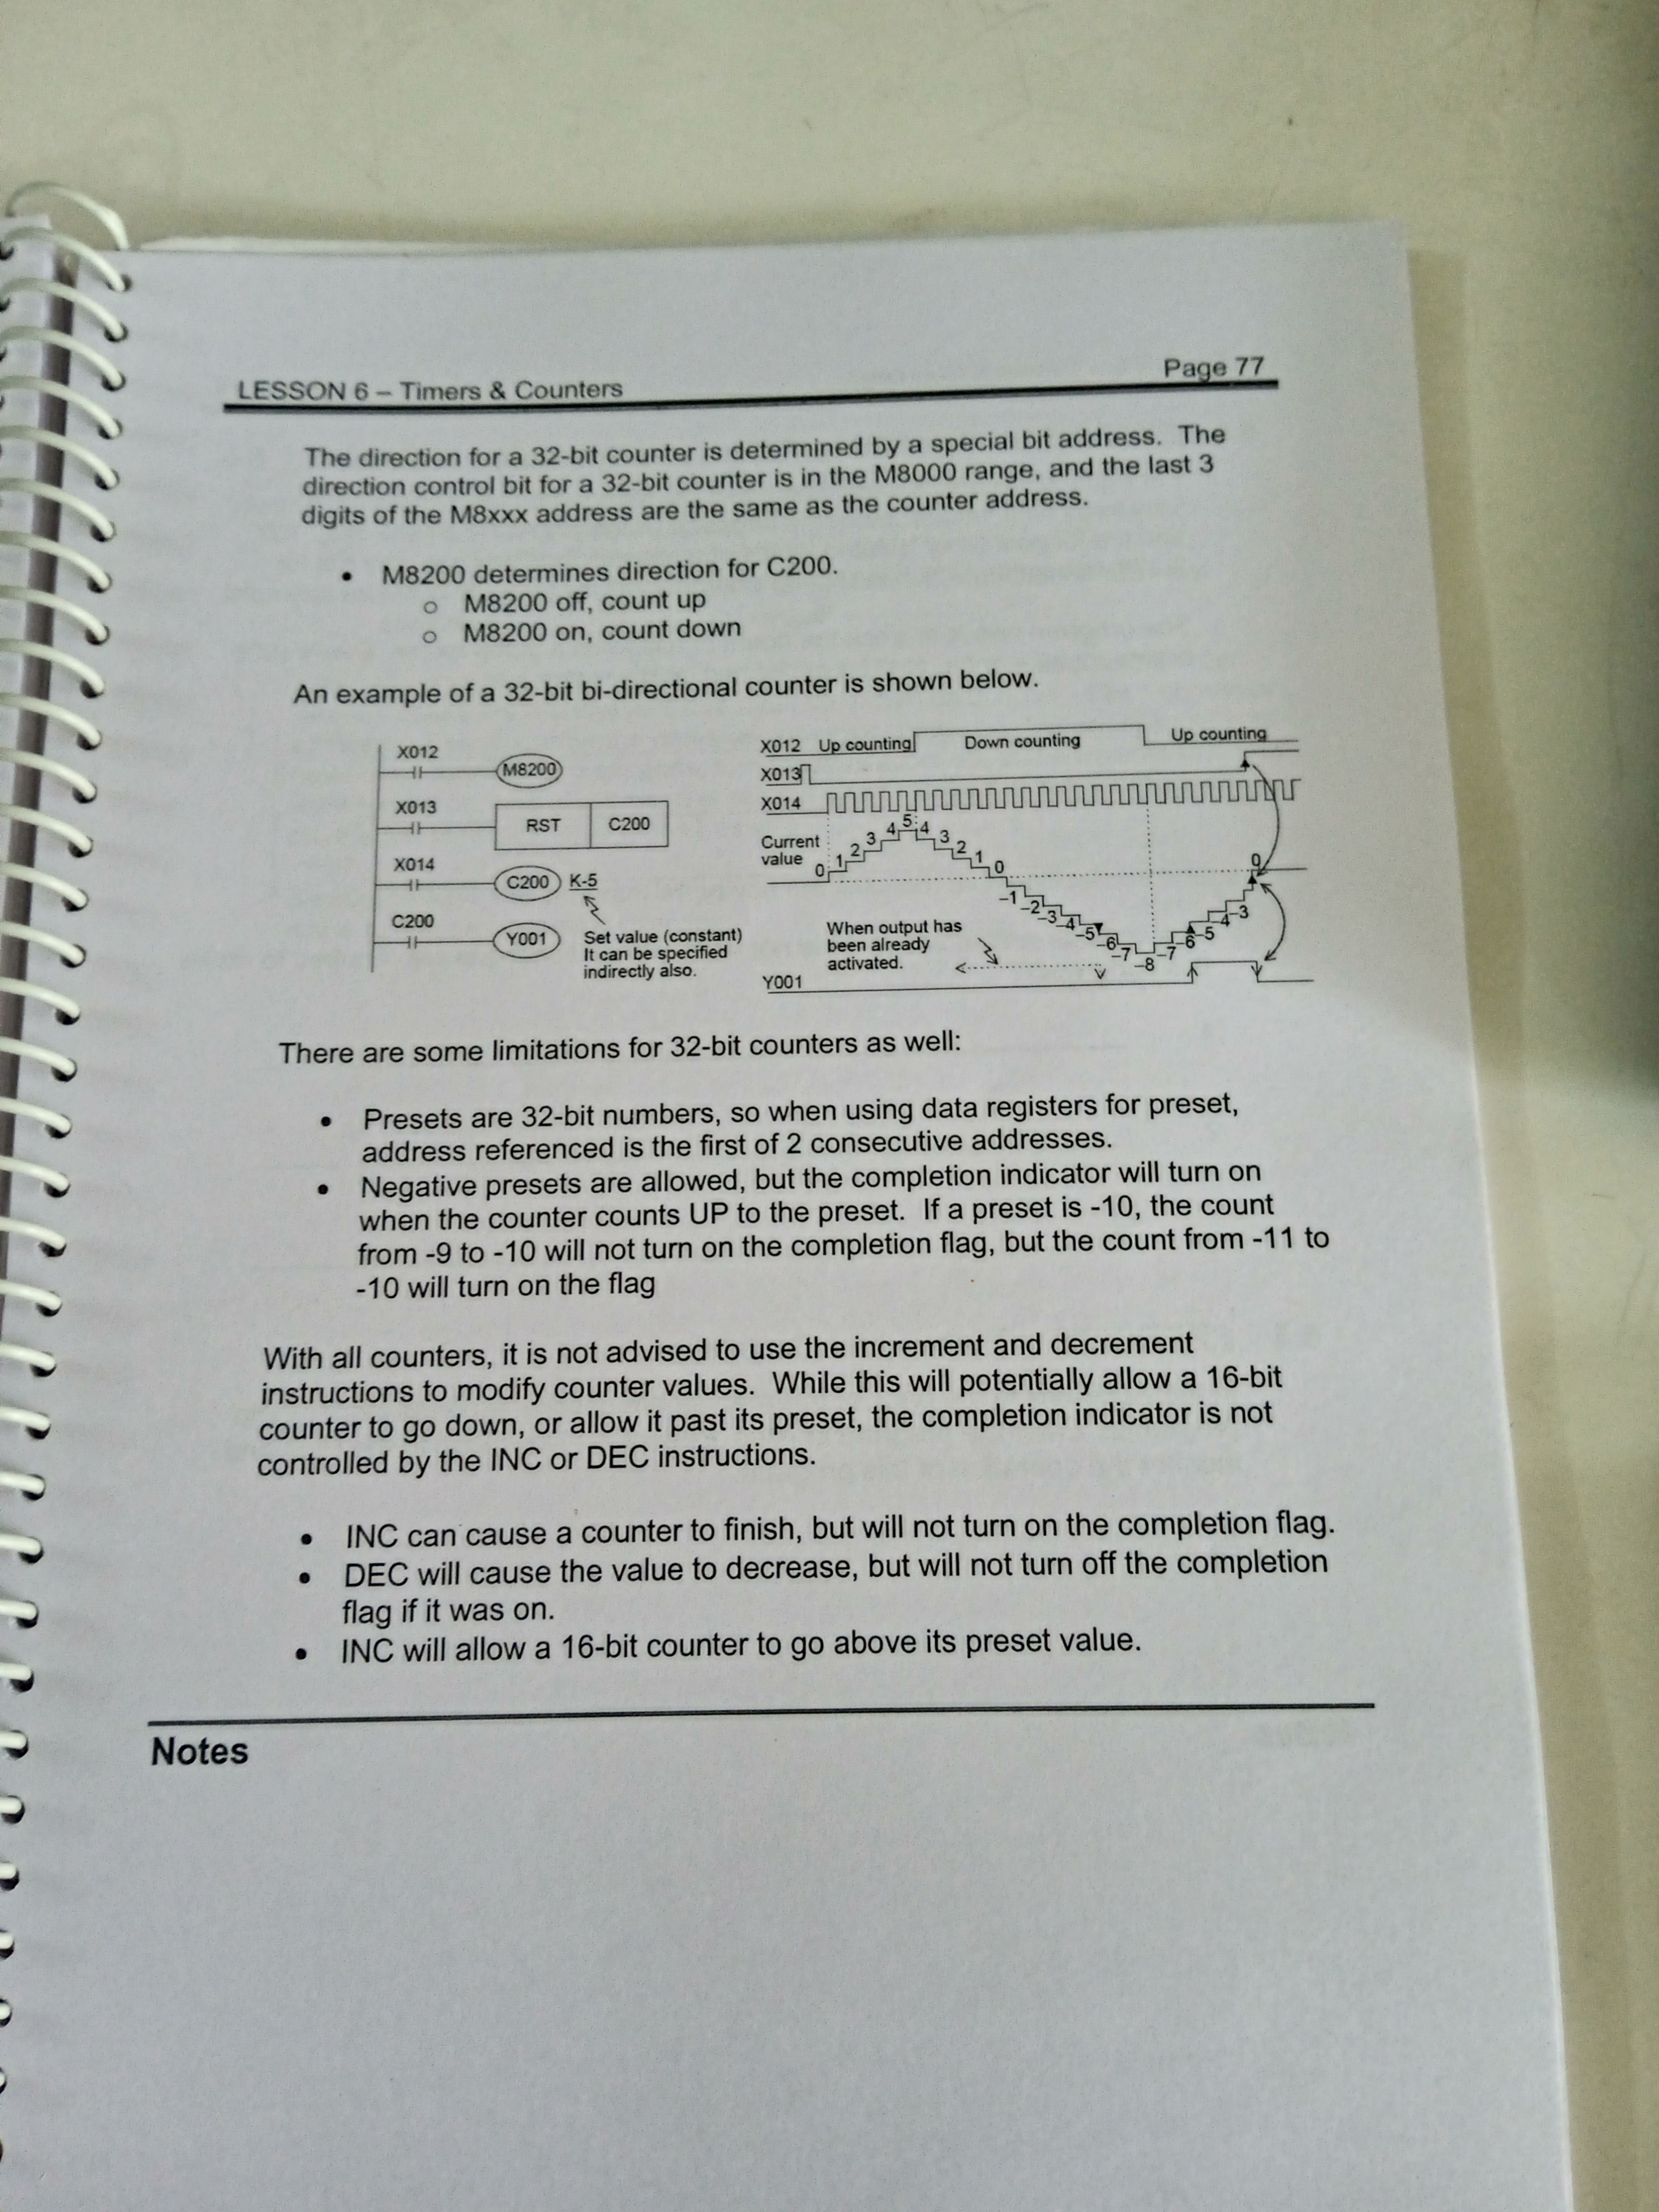 Page 77
LESSON 6 – Timers & Counters
The direction for a 32-bit counter is determined by a special bit address. The
direction control bit for a 32-bit counter is in the M8000 range, and the last 3
digits of the M8xxx address are the same as the counter address.
• M8200 determines direction for C200.
o M8200 off, count up
o M8200 on, count down
An example of a 32-bit bi-directional counter is shown below.
X012
M8200
X013
RST C200
X014
C200 K-5
C200
Y001
Set value (constant)
It can be specified
indirectly also.
X012 Up counting Down counting Up counting
X013
X014
Current
value
0 1 2 3 4 5 4 3 2 1 0 -1 -2 -3 -4 -5 -6 -7 -8 -7 -6 -5 -4 -3 0
When output has
been already
activated.
Y001
There are some limitations for 32-bit counters as well:
• Presets are 32-bit numbers, so when using data registers for preset,
address referenced is the first of 2 consecutive addresses.
• Negative presets are allowed, but the completion indicator will turn on
when the counter counts UP to the preset. If a preset is -10, the count
from -9 to -10 will not turn on the completion flag, but the count from -11 to
-10 will turn on the flag
With all counters, it is not advised to use the increment and decrement
instructions to modify counter values. While this will potentially allow a 16-bit
counter to go down, or allow it past its preset, the completion indicator is not
controlled by the INC or DEC instructions.
• INC can cause a counter to finish, but will not turn on the completion flag.
• DEC will cause the value to decrease, but will not turn off the completion
flag if it was on.
• INC will allow a 16-bit counter to go above its preset value.
Notes